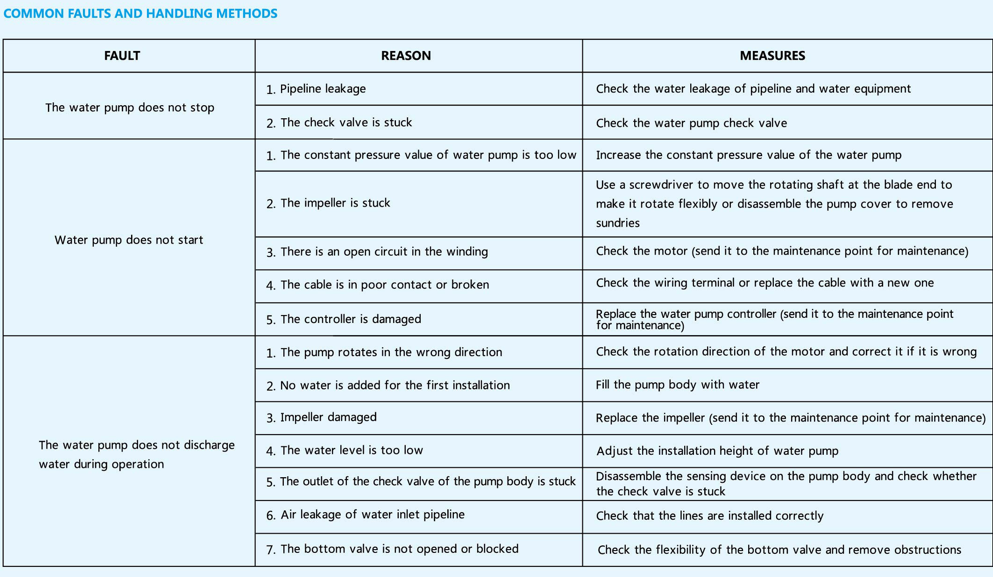 COMMON FAULTS AND HANDLING METHODS
FAULT REASON MEASURES
The water pump does not stop
1. Pipeline leakage Check the water leakage of pipeline and water equipment
2. The check valve is stuck Check the water pump check valve
Water pump does not start
1. The constant pressure value of water pump is too low Increase the constant pressure value of the water pump
2. The impeller is stuck
Use a screwdriver to move the rotating shaft at the blade end to
make it rotate flexibly or disassemble the pump cover to remove
sundries
3. There is an open circuit in the winding Check the motor (send it to the maintenance point for maintenance)
4. The cable is in poor contact or broken Check the wiring terminal or replace the cable with a new one
5. The controller is damaged
Replace the water pump controller (send it to the maintenance point
for maintenance)
The water pump does not discharge
water during operation
1. The pump rotates in the wrong direction Check the rotation direction of the motor and correct it if it is wrong
2. No water is added for the first installation Fill the pump body with water
3. Impeller damaged Replace the impeller (send it to the maintenance point for maintenance)
4. The water level is too low Adjust the installation height of water pump
5. The outlet of the check valve of the pump body is stuck
Disassemble the sensing device on the pump body and check whether
the check valve is stuck
6. Air leakage of water inlet pipeline Check that the lines are installed correctly
7. The bottom valve is not opened or blocked Check the flexibility of the bottom valve and remove obstructions